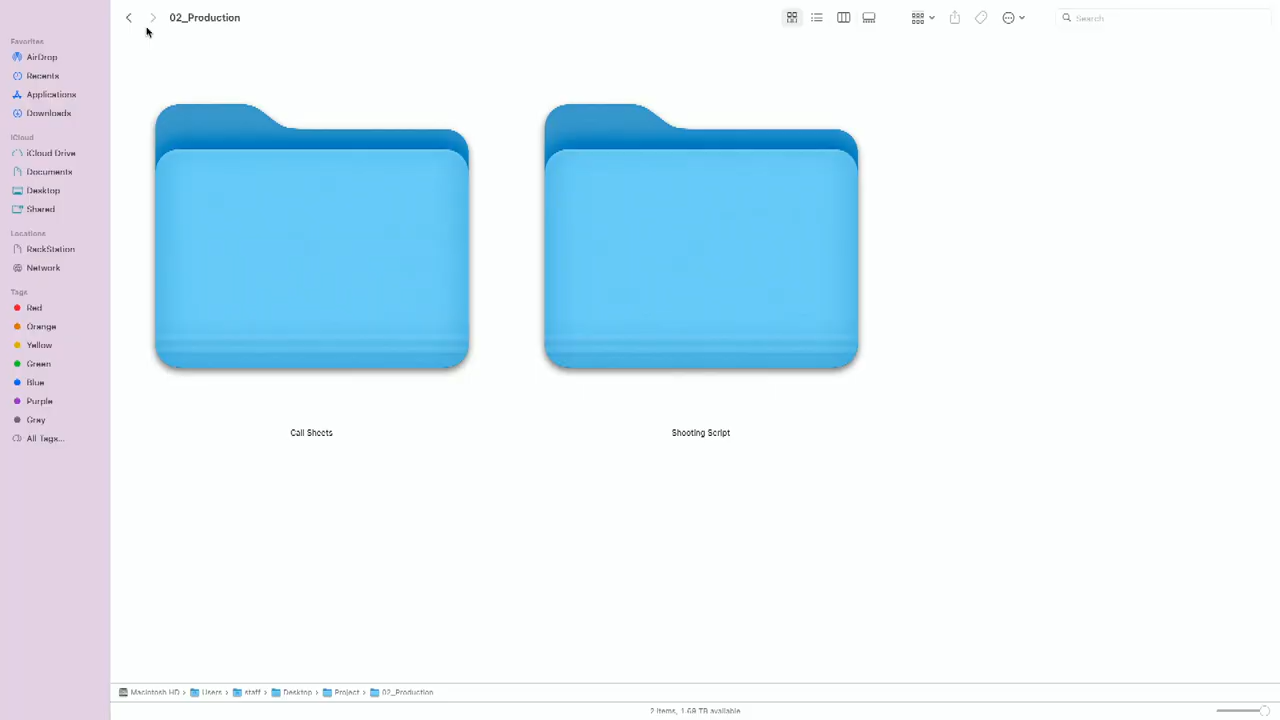 02_Production
Search
Favorites
AirDrop
Recents
Applications
Downloads
iCloud
iCloud Drive
Documents
Desktop
Shared
Locations
RackStation
Network
Tags
Red
Orange
Yellow
Green
Blue
Purple
Gray
All Tags...
Call Sheets
Shooting Script
Macintosh HD › Users › staff › Desktop › Project › 02_Production
2 items, 1.68 TB available